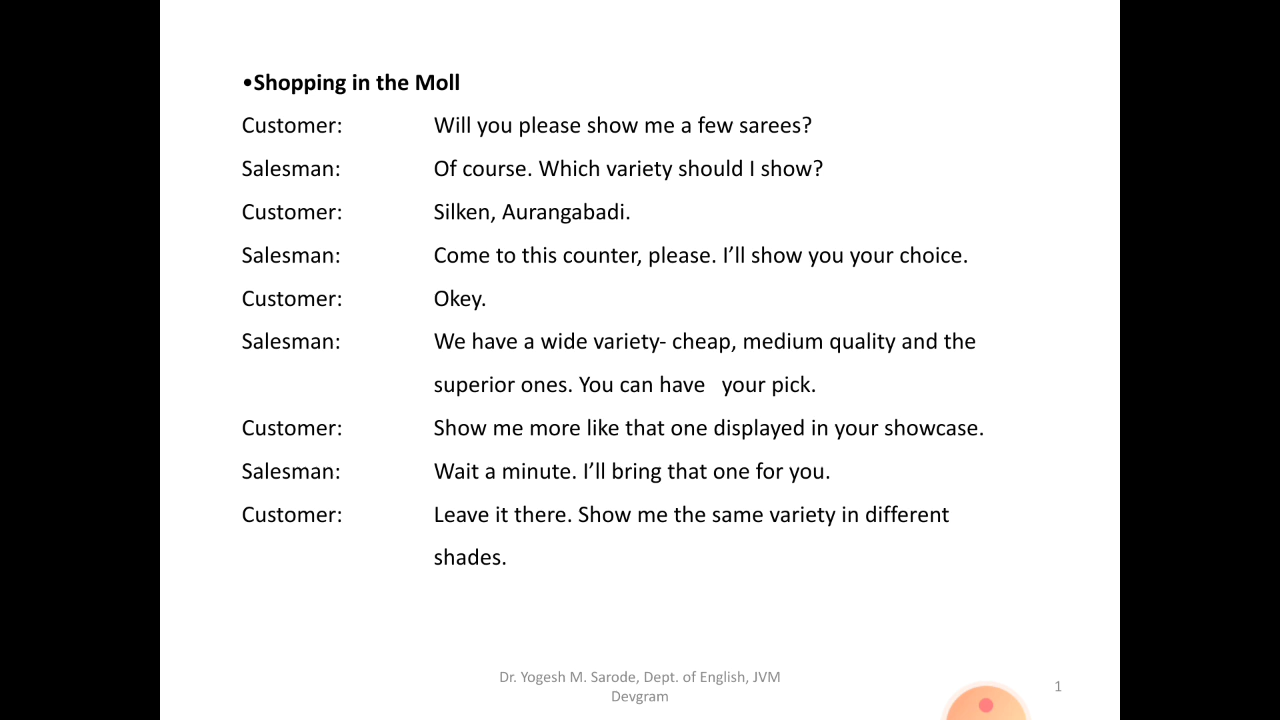 •Shopping in the Moll
Customer: Will you please show me a few sarees?
Salesman: Of course. Which variety should I show?
Customer: Silken, Aurangabadi.
Salesman: Come to this counter, please. I’ll show you your choice.
Customer: Okey.
Salesman: We have a wide variety- cheap, medium quality and the
superior ones. You can have your pick.
Customer: Show me more like that one displayed in your showcase.
Salesman: Wait a minute. I’ll bring that one for you.
Customer: Leave it there. Show me the same variety in different
shades.
Dr. Yogesh M. Sarode, Dept. of English, JVM
Devgram
1